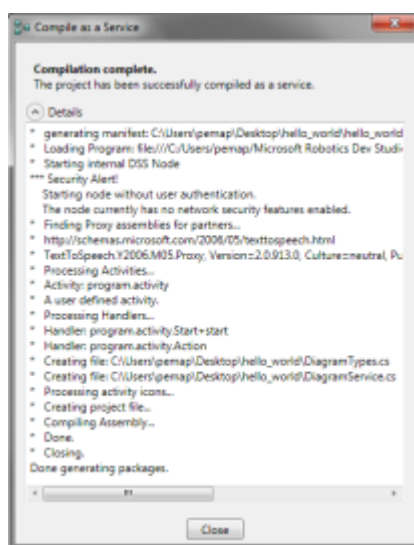 Compile as a Service
Compilation complete.
The project has been successfully compiled as a service.
Details
* generating manifest: C:\Users\pemap\Desktop\hello_world\hello_world
* Loading Program: file:///C:/Users/pemap/Microsoft Robotics Dev Studi
* Starting internal DSS Node
*** Security Alert!
Starting node without user authentication.
The node currently has no network security features enabled.
* Finding Proxy assemblies for partners...
* http://schemas.microsoft.com/2006/05/texttospeech.html
* TextToSpeech.Y2006.M05.Proxy, Version=2.0.913.0, Culture=neutral, Pu
* Processing Activities...
* Activity: program.activity
* A user defined activity.
* Processing Handlers...
* Handler: program.activity.Start+start
* Handler: program.activity.Action
* Creating file: C:\Users\pemap\Desktop\hello_world\DiagramTypes.cs
* Creating file: C:\Users\pemap\Desktop\hello_world\DiagramService.cs
* Processing activity icons...
* Creating project file...
* Compiling Assembly...
* Done.
* Closing.
Done generating packages.
Close